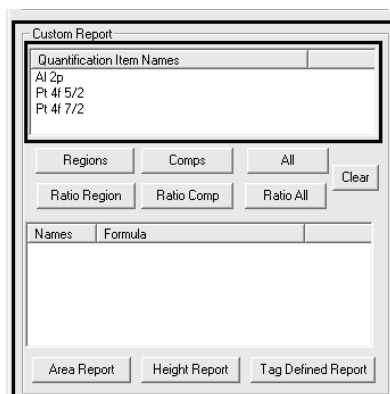 Custom Report
Quantification Item Names
Al 2p
Pt 4f 5/2
Pt 4f 7/2
Regions Comps All
Clear
Ratio Region Ratio Comp Ratio All
Names Formula
Area Report Height Report Tag Defined Report